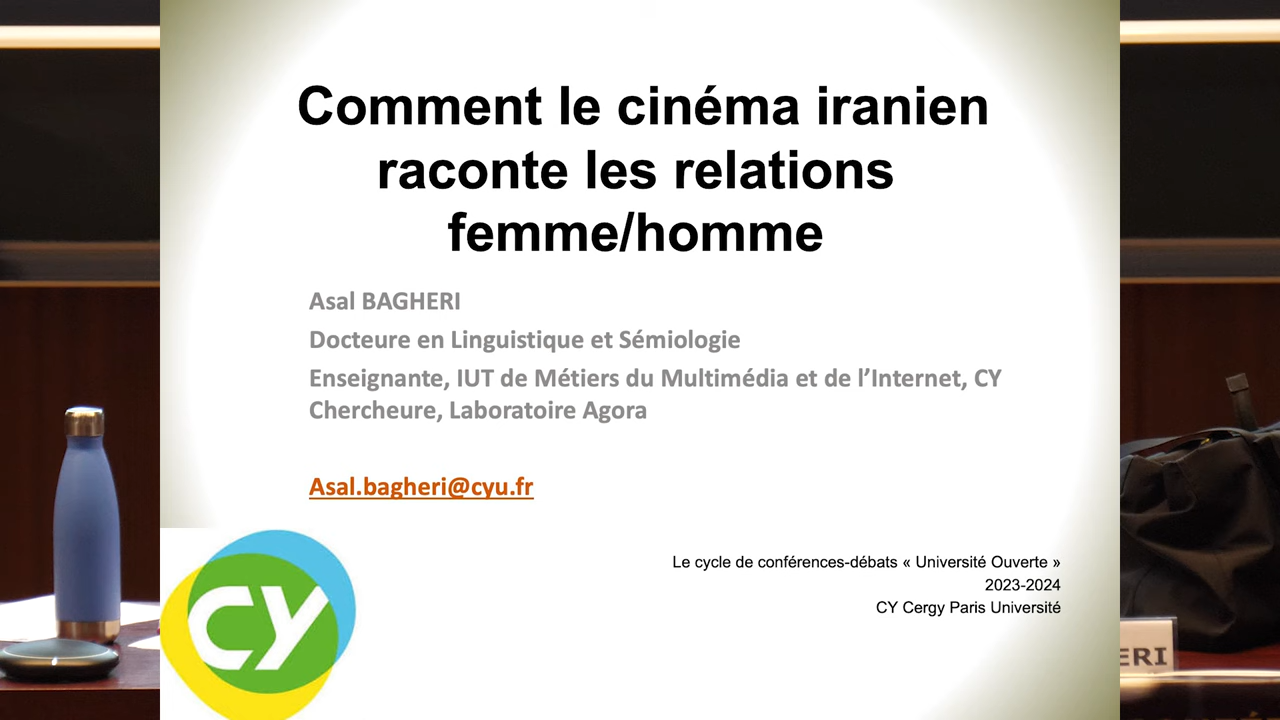 Comment le cinéma iranien
raconte les relations
femme/homme
Asal BAGHERI
Docteure en Linguistique et Sémiologie
Enseignante, IUT de Métiers du Multimédia et de l’Internet, CY
Chercheure, Laboratoire Agora
Asal.bagheri@cyu.fr
Le cycle de conférences-débats « Université Ouverte »
2023-2024
CY Cergy Paris Université
CY
ERI